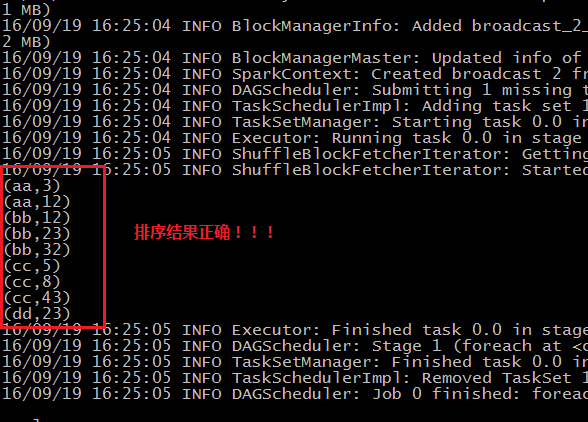 1 MB)
16/09/19 16:25:04 INFO BlockManagerInfo: Added broadcast_2_
2 MB)
16/09/19 16:25:04 INFO BlockManagerMaster: Updated info of
16/09/19 16:25:04 INFO SparkContext: Created broadcast 2 fr
16/09/19 16:25:04 INFO DAGScheduler: Submitting 1 missing t
16/09/19 16:25:04 INFO TaskSchedulerImpl: Adding task set 1
16/09/19 16:25:04 INFO TaskSetManager: Starting task 0.0 in
16/09/19 16:25:04 INFO Executor: Running task 0.0 in stage
16/09/19 16:25:05 INFO ShuffleBlockFetcherIterator: Getting
16/09/19 16:25:05 INFO ShuffleBlockFetcherIterator: Started
(aa,3)
(aa,12)
(bb,12)
(bb,23)
排序结果正确！！！
(bb,32)
(cc,5)
(cc,8)
(cc,43)
(dd,23)
16/09/19 16:25:05 INFO Executor: Finished task 0.0 in stage
16/09/19 16:25:05 INFO DAGScheduler: Stage 1 (foreach at <c
16/09/19 16:25:05 INFO TaskSetManager: Finished task 0.0 in
16/09/19 16:25:05 INFO TaskSchedulerImpl: Removed TaskSet 1
16/09/19 16:25:05 INFO DAGScheduler: Job 0 finished: foreac